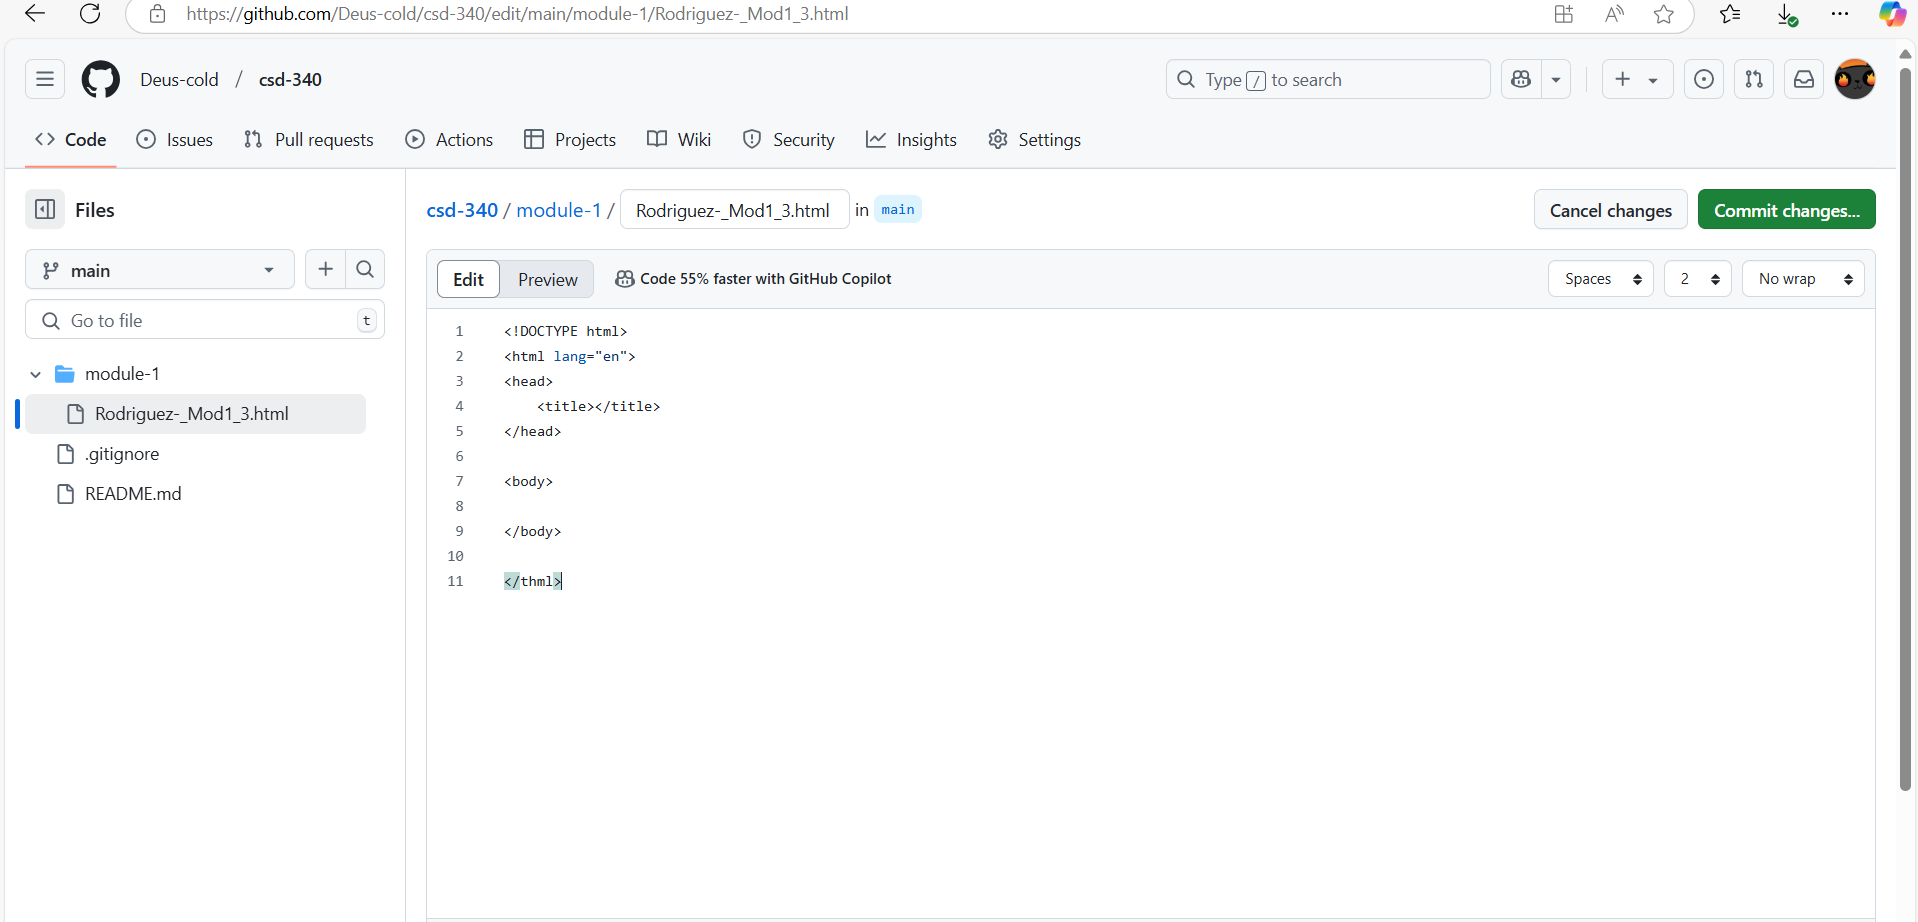 https://github.com/Deus-cold/csd-340/edit/main/module-1/Rodriguez-_Mod1_3.html
Deus-cold / csd-340
Type / to search
Code
Issues
Pull requests
Actions
Projects
Wiki
Security
Insights
Settings
Files
main
Go to file
t
module-1
Rodriguez-_Mod1_3.html
.gitignore
README.md
csd-340 / module-1 / Rodriguez-_Mod1_3.html in main
Cancel changes
Commit changes...
Edit
Preview
Code 55% faster with GitHub Copilot
Spaces
2
No wrap
1 <!DOCTYPE html>
2 <html lang="en">
3 <head>
4     <title></title>
5 </head>
6
7 <body>
8
9 </body>
10
11 </thml>